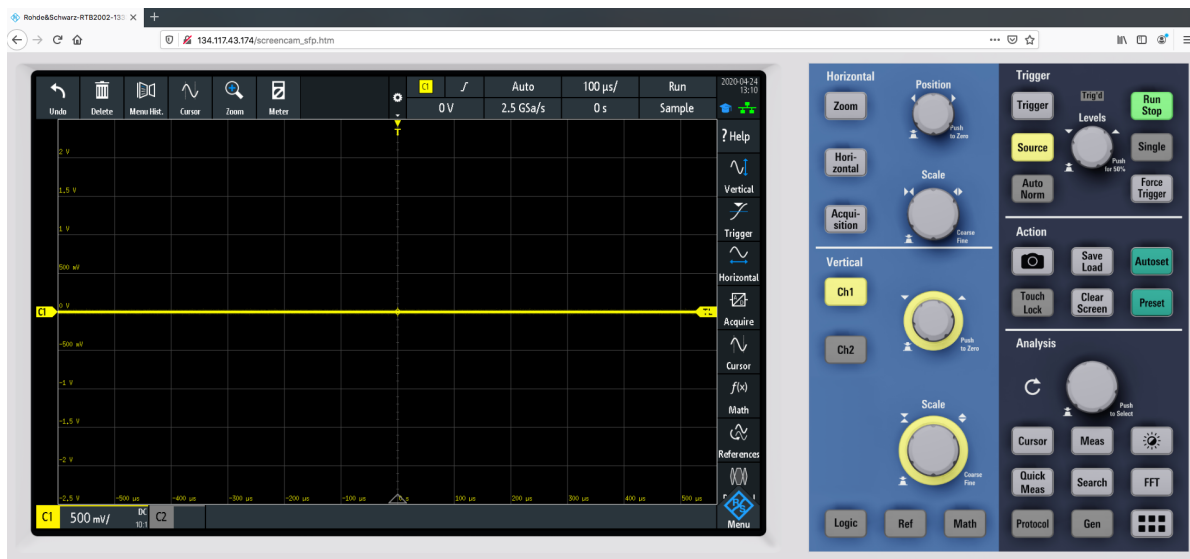 Rohde&Schwarz-RTB2002-133
134.117.43.174/screencam_sfp.htm
Undo Delete Menu Hist. Cursor Zoom Meter
C1 Auto 100 µs/ Run
0 V 2.5 GSa/s 0 s Sample
2020-04-24
13:10
T
? Help
Vertical
Trigger
Horizontal
Acquire
Cursor
f(x)
Math
References
Menu
2 V
1.5 V
1 V
500 mV
0 V
C1
TL
-500 mV
-1 V
-1.5 V
-2 V
-2.5 V -500 µs -400 µs -300 µs -200 µs -100 µs 0 s 100 µs 200 µs 300 µs 400 µs 500 µs
C1 500 mV/ DC 10:1 C2
Horizontal
Position
Zoom
Push
to Zero
Hori-
zontal
Scale
Acqui-
sition
Coarse
Fine
Vertical
Ch1
Push
to Zero
Ch2
Scale
Coarse
Fine
Logic Ref Math
Trigger
Trigger Trig'd Run
Stop
Levels
Source Single
Push
for 50%
Auto
Norm
Force
Trigger
Action
Save
Load
Autoset
Touch
Lock
Clear
Screen
Preset
Analysis
Push
to Select
Cursor Meas
Quick
Meas
Search FFT
Protocol Gen